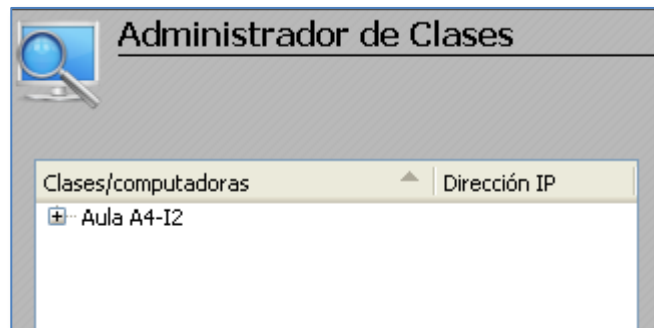 Administrador de Clases
Clases/computadoras Dirección IP
Aula A4-I2